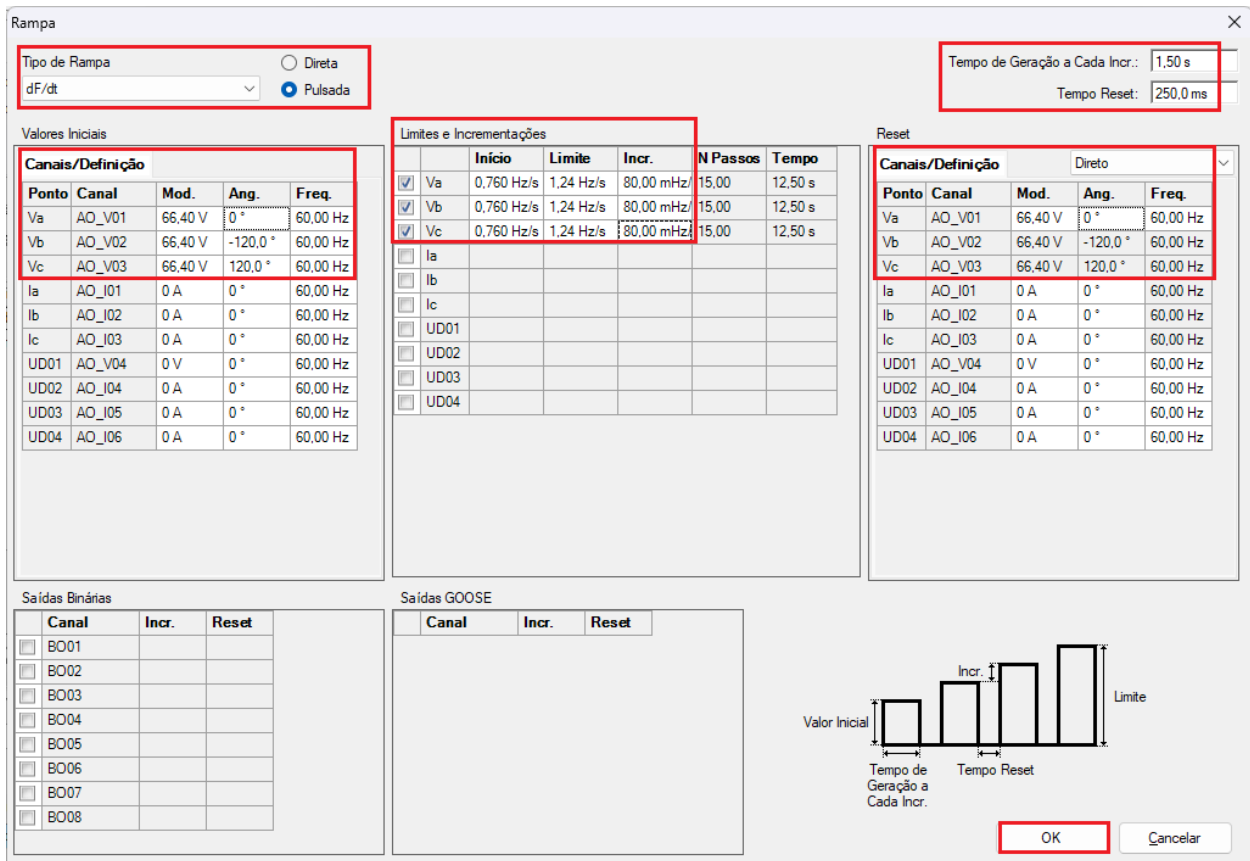 Rampa
Tipo de Rampa
Direta
dF/dt
Pulsada
Tempo de Geração a Cada Incr.: 1,50 s
Tempo Reset: 250,0 ms
Valores Iniciais
Canais/Definição
Ponto Canal Mod. Ang. Freq.
Va AO_V01 66,40 V 0 ° 60,00 Hz
Vb AO_V02 66,40 V -120,0 ° 60,00 Hz
Vc AO_V03 66,40 V 120,0 ° 60,00 Hz
Ia AO_I01 0 A 0 ° 60,00 Hz
Ib AO_I02 0 A 0 ° 60,00 Hz
Ic AO_I03 0 A 0 ° 60,00 Hz
UD01 AO_V04 0 V 0 ° 60,00 Hz
UD02 AO_I04 0 A 0 ° 60,00 Hz
UD03 AO_I05 0 A 0 ° 60,00 Hz
UD04 AO_I06 0 A 0 ° 60,00 Hz
Limites e Incrementações
Início Limite Incr. N Passos Tempo
Va 0,760 Hz/s 1,24 Hz/s 80,00 mHz/ 15,00 12,50 s
Vb 0,760 Hz/s 1,24 Hz/s 80,00 mHz/ 15,00 12,50 s
Vc 0,760 Hz/s 1,24 Hz/s 80,00 mHz/ 15,00 12,50 s
Ia
Ib
Ic
UD01
UD02
UD03
UD04
Reset
Canais/Definição Direto
Ponto Canal Mod. Ang. Freq.
Va AO_V01 66,40 V 0 ° 60,00 Hz
Vb AO_V02 66,40 V -120,0 ° 60,00 Hz
Vc AO_V03 66,40 V 120,0 ° 60,00 Hz
Ia AO_I01 0 A 0 ° 60,00 Hz
Ib AO_I02 0 A 0 ° 60,00 Hz
Ic AO_I03 0 A 0 ° 60,00 Hz
UD01 AO_V04 0 V 0 ° 60,00 Hz
UD02 AO_I04 0 A 0 ° 60,00 Hz
UD03 AO_I05 0 A 0 ° 60,00 Hz
UD04 AO_I06 0 A 0 ° 60,00 Hz
Saídas Binárias
Canal Incr. Reset
BO01
BO02
BO03
BO04
BO05
BO06
BO07
BO08
Saídas GOOSE
Canal Incr. Reset
Incr.
Limite
Valor Inicial
Tempo de
Geração a
Cada Incr.
Tempo Reset
OK
Cancelar